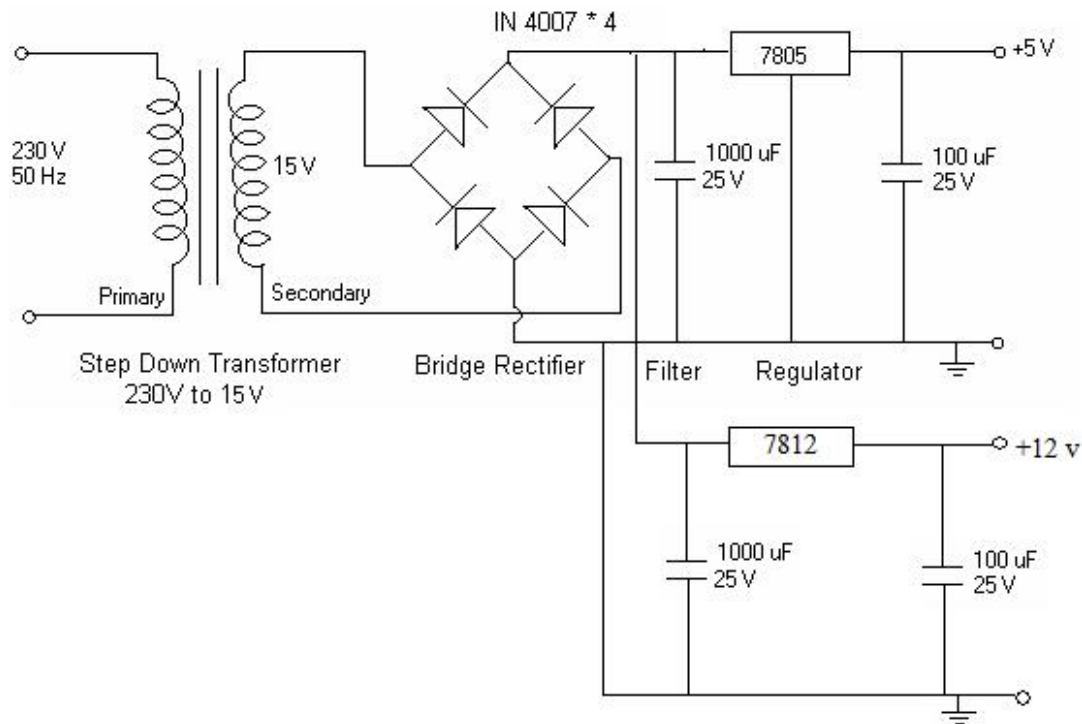 IN 4007 * 4
7805
+5 V
230 V
50 Hz
15 V
1000 uF
25 V
100 uF
25 V
Primary
Secondary
Step Down Transformer
230V to 15 V
Bridge Rectifier
Filter
Regulator
7812
+12 v
1000 uF
25 V
100 uF
25 V